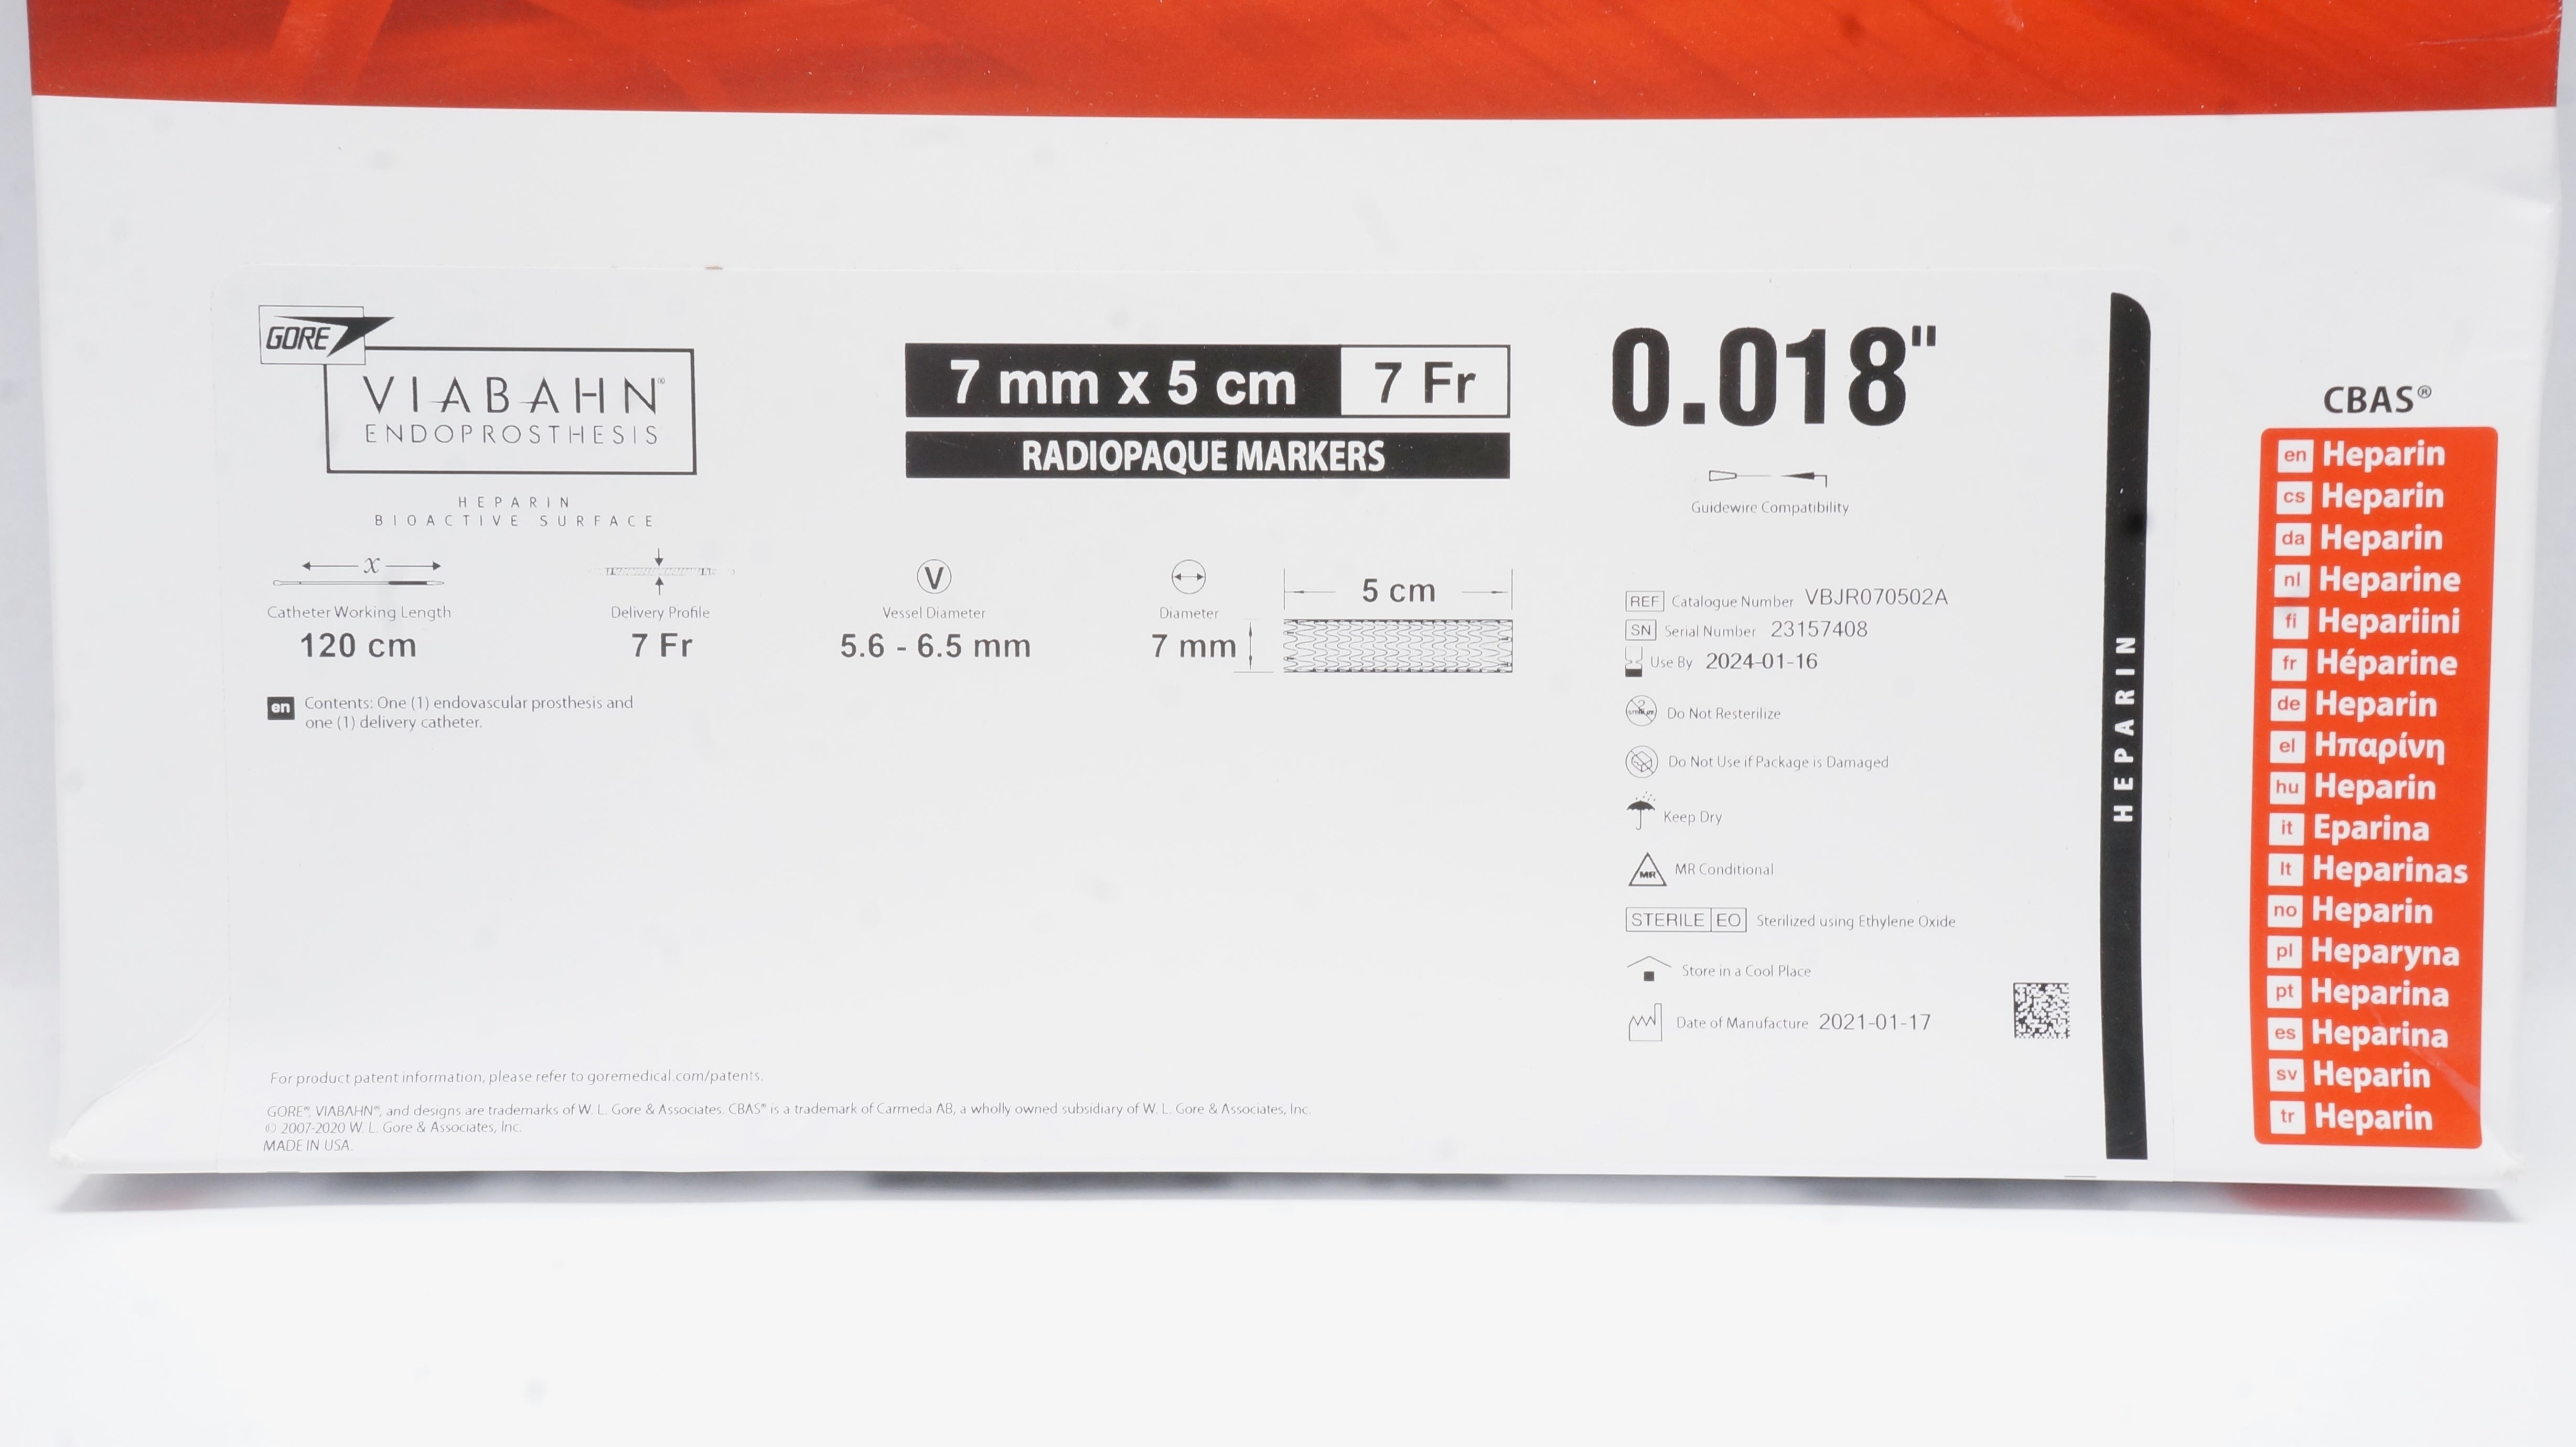 GORE
VIABAHN®
ENDOPROSTHESIS
HEPARIN
BIOACTIVE SURFACE
7 mm x 5 cm 7 Fr
RADIOPAQUE MARKERS
0.018"
Guidewire Compatibility
x
Catheter Working Length
120 cm
Delivery Profile
7 Fr
V
Vessel Diameter
5.6 - 6.5 mm
Diameter
7 mm
5 cm
en Contents: One (1) endovascular prosthesis and
one (1) delivery catheter.
REF Catalogue Number VBJR070502A
SN Serial Number 23157408
Use By 2024-01-16
Do Not Resterilize
Do Not Use if Package is Damaged
Keep Dry
MR MR Conditional
STERILE EO Sterilized using Ethylene Oxide
Store in a Cool Place
Date of Manufacture 2021-01-17
For product patent information, please refer to goremedical.com/patents.
GORE®, VIABAHN®, and designs are trademarks of W. L. Gore & Associates. CBAS® is a trademark of Carmeda AB, a wholly owned subsidiary of W. L. Gore & Associates, Inc.
© 2007-2020 W. L. Gore & Associates, Inc.
MADE IN USA.
HEPARIN
CBAS®
en Heparin
cs Heparin
da Heparin
nl Heparine
fi Hepariini
fr Héparine
de Heparin
el Ηπαρίνη
hu Heparin
it Eparina
lt Heparinas
no Heparin
pl Heparyna
pt Heparina
es Heparina
sv Heparin
tr Heparin